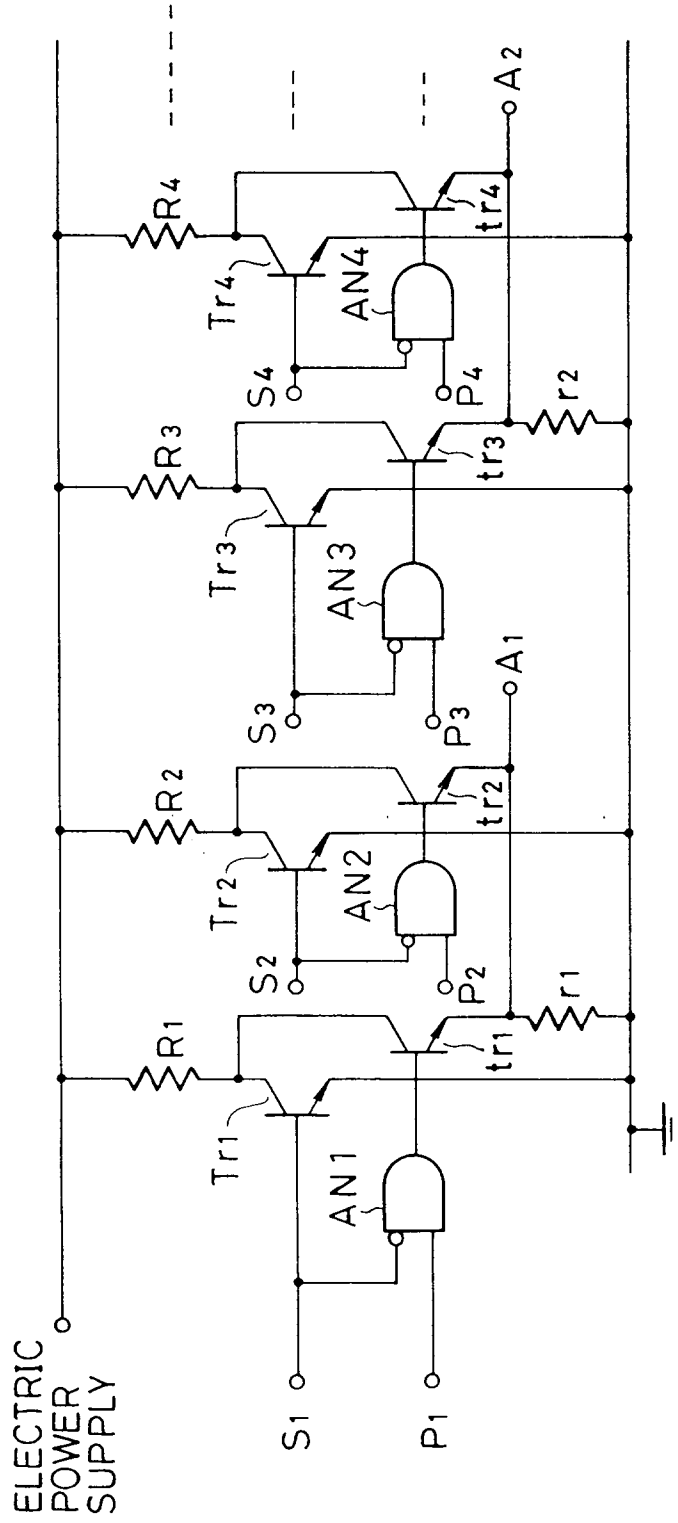 ELECTRIC
POWER
SUPPLY
R1
R2
R3
R4
Tr1
Tr2
Tr3
Tr4
S1
S2
S3
S4
AN1
AN2
AN3
AN4
P1
P2
P3
P4
tr1
tr2
tr3
tr4
A1
A2
r1
r2